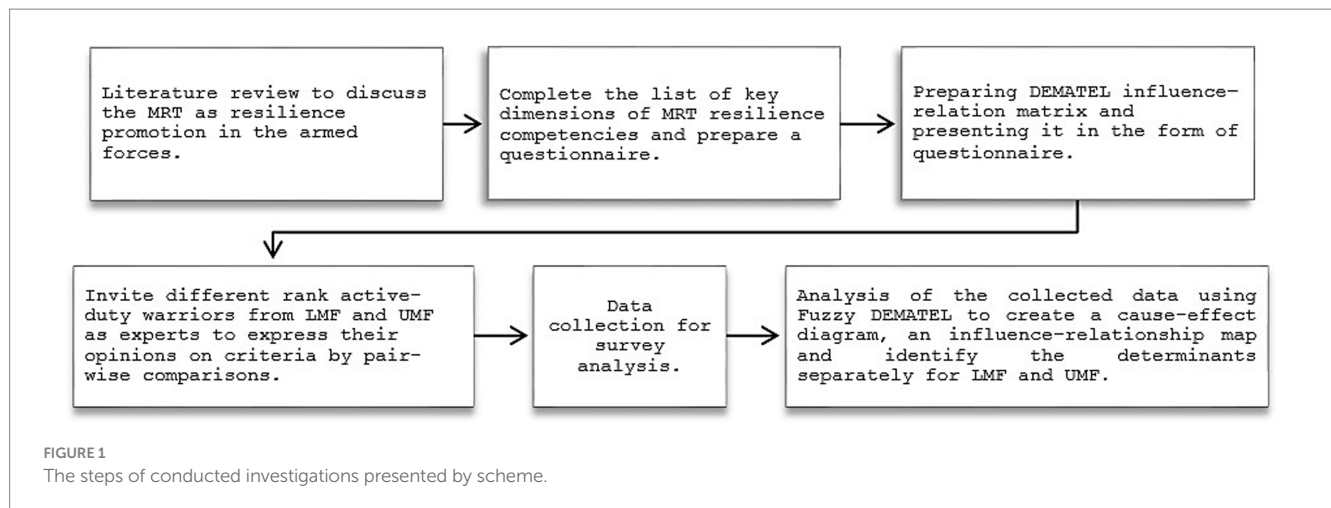 Literature review to discuss
the MRT as resilience
promotion in the armed
forces.
Complete the list of key
dimensions of MRT resilience
competencies and prepare a
questionnaire.
Preparing DEMATEL influence-
relation matrix and
presenting it in the form of
questionnaire.
Invite different rank active-
duty warriors from LMF and UMF
as experts to express their
opinions on criteria by pair-
wise comparisons.
Data
collection for
survey
analysis.
Analysis of the collected data using
Fuzzy DEMATEL to create a cause-effect
diagram, an influence-relationship map
and identify the determinants
separately for LMF and UMF.
FIGURE 1
The steps of conducted investigations presented by scheme.